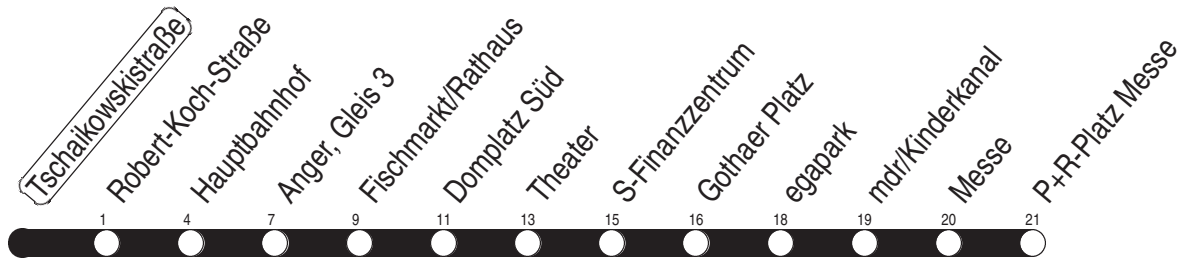 Tschaikowskistraße
Robert-Koch-Straße
Hauptbahnhof
Anger, Gleis 3
Fischmarkt/Rathaus
Domplatz Süd
Theater
S-Finanzzentrum
Gothaer Platz
egapark
mdr/Kinderkanal
Messe
P+R-Platz Messe
1 4 7 9 11 13 15 16 18 19 20 21